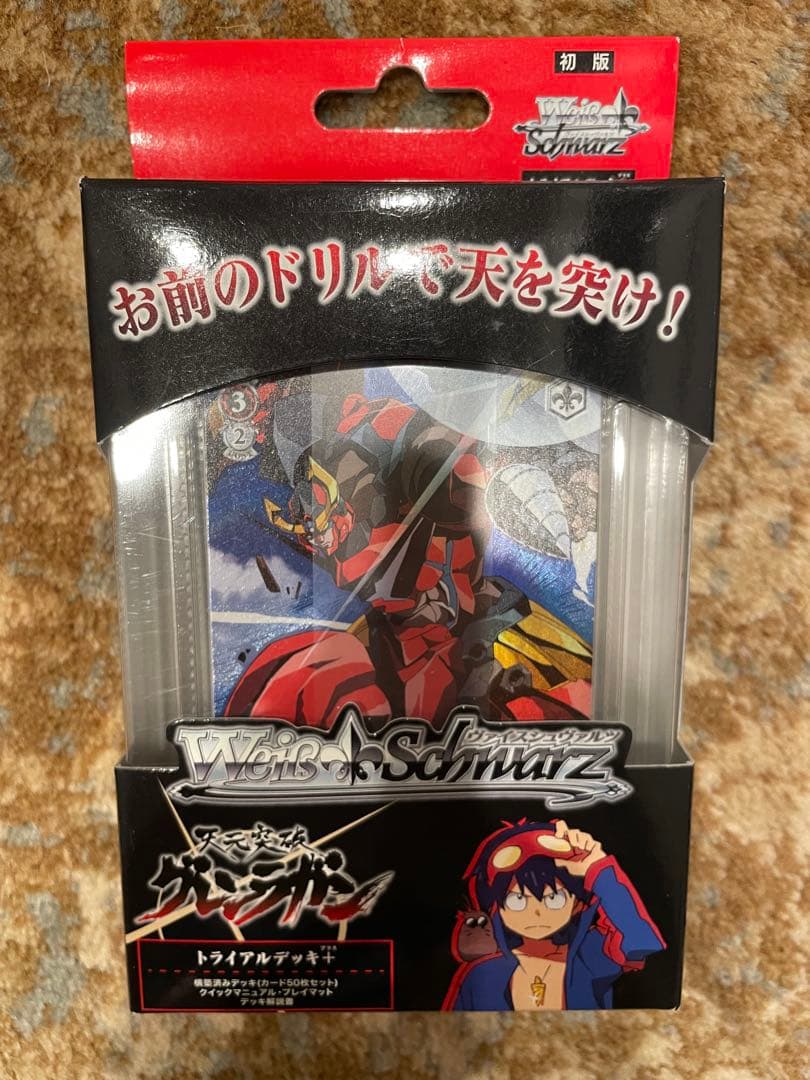 初版
Weiß Schwarz
お前のドリルで天を突け!
3
2
ヴァイスシュヴァルツ
Weiß Schwarz
天元突破
グレンラガン
プラス
トライアルデッキ+
構築済みデッキ(カード50枚セット)
クイックマニュアル・プレイマット
デッキ解説書